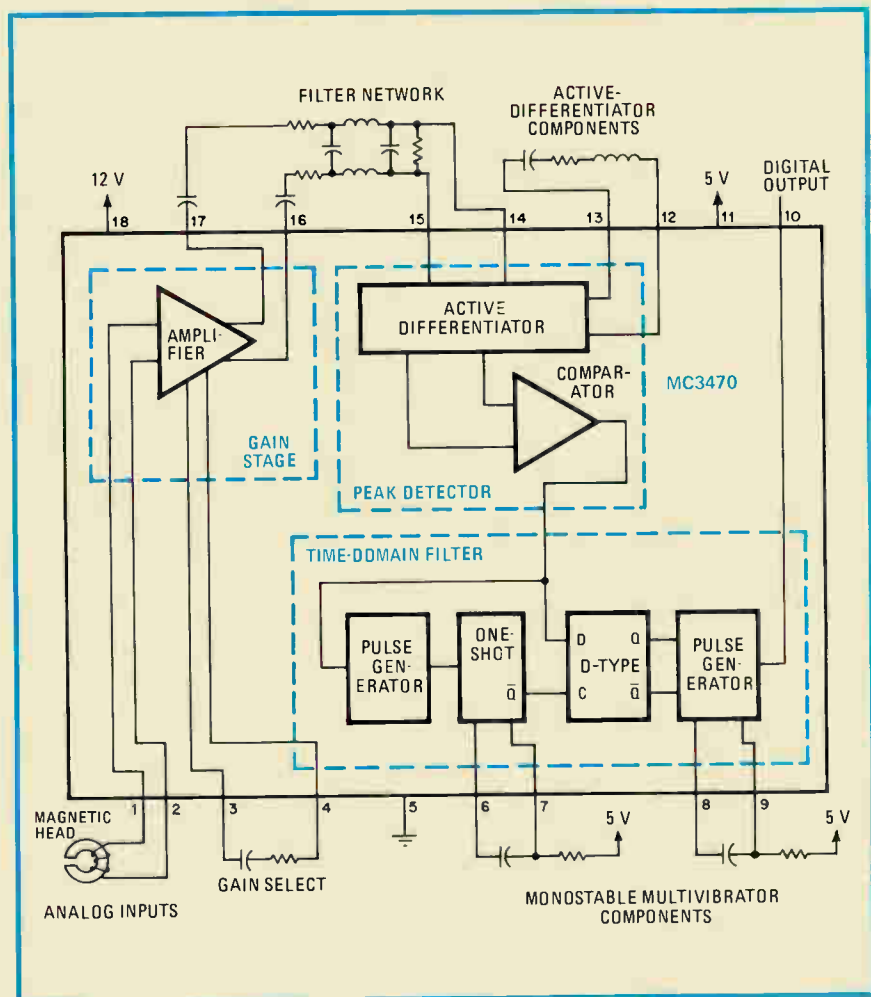 FILTER NETWORK
ACTIVE-
DIFFERENTIATOR
COMPONENTS
DIGITAL
OUTPUT
12 V
5 V
18
17
16
15
14
13
12
11
10
AMPLI-
FIER
GAIN
STAGE
ACTIVE
DIFFERENTIATOR
COMPAR-
ATOR
PEAK DETECTOR
MC3470
TIME-DOMAIN FILTER
PULSE
GEN-
ERATOR
ONE-
SHOT
Q̅
D
Q
D-TYPE
C
Q̅
PULSE
GEN-
ERATOR
1
2
3
4
5
6
7
8
9
MAGNETIC
HEAD
ANALOG INPUTS
GAIN SELECT
5 V
5 V
MONOSTABLE MULTIVIBRATOR
COMPONENTS